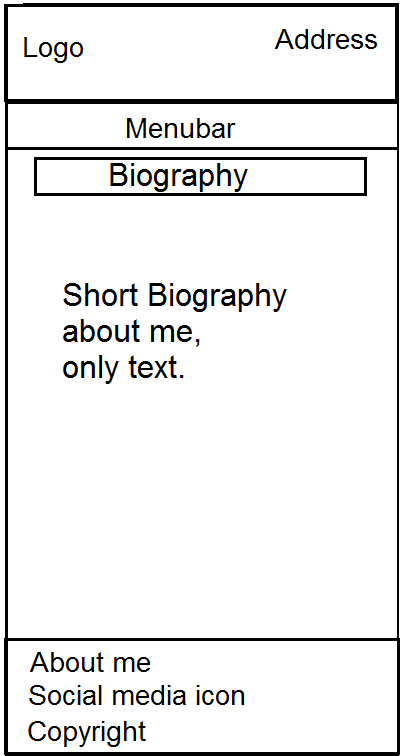 Logo
Address
Menubar
Biography
Short Biography
about me,
only text.
About me
Social media icon
Copyright